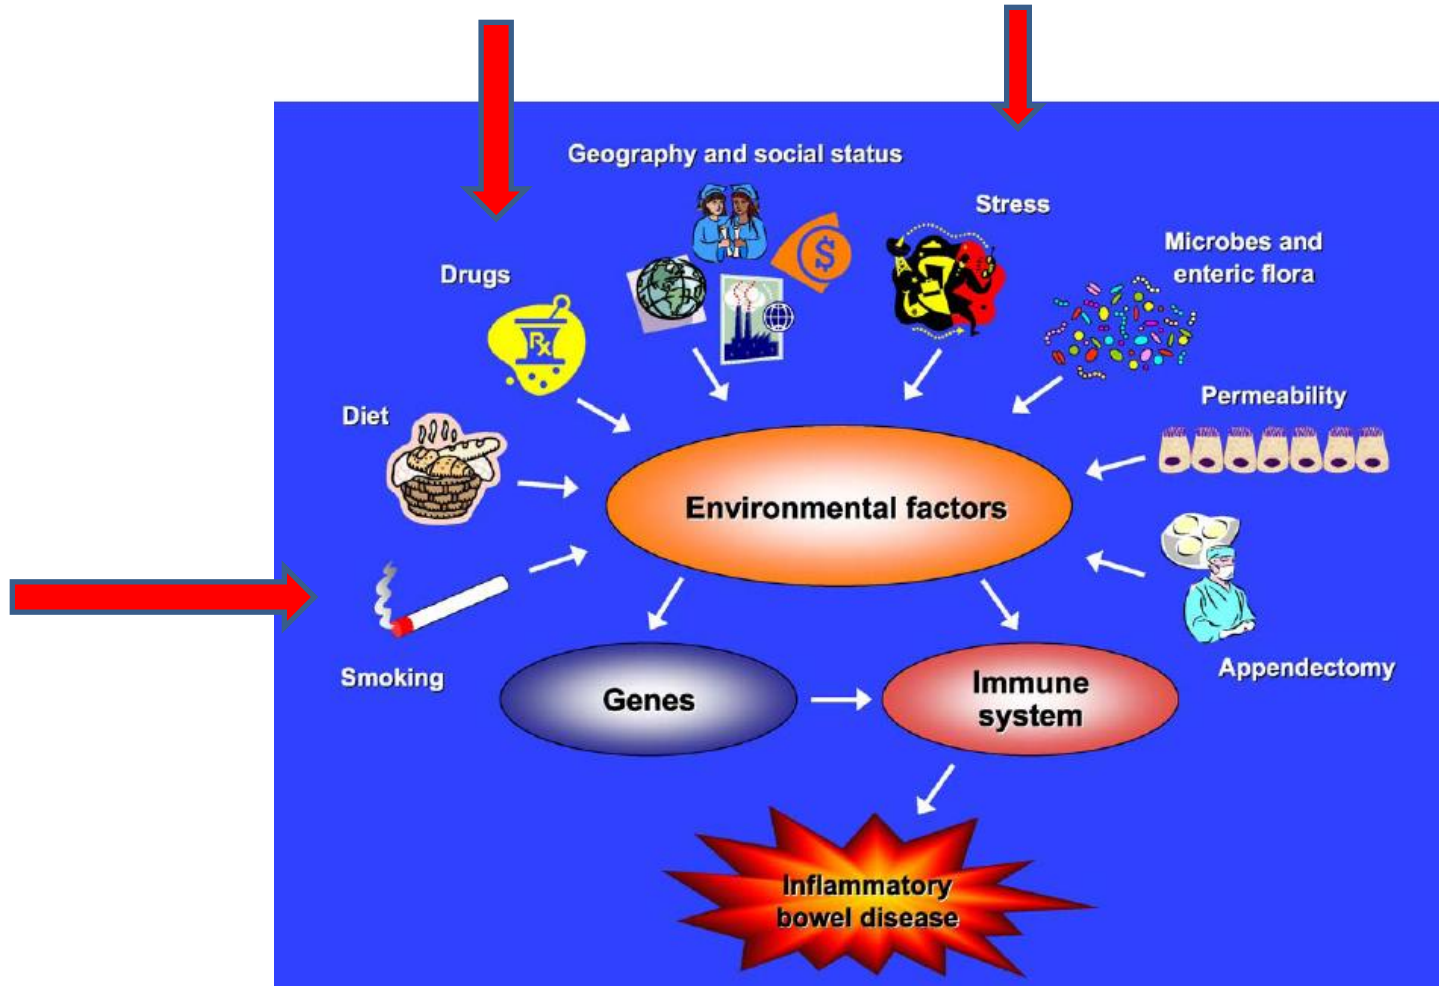 Geography and social status
Stress
Microbes and
enteric flora
Drugs
Rx
$
Diet
Permeability
Environmental factors
Smoking
Genes
Immune
system
Appendectomy
Inflammatory
bowel disease